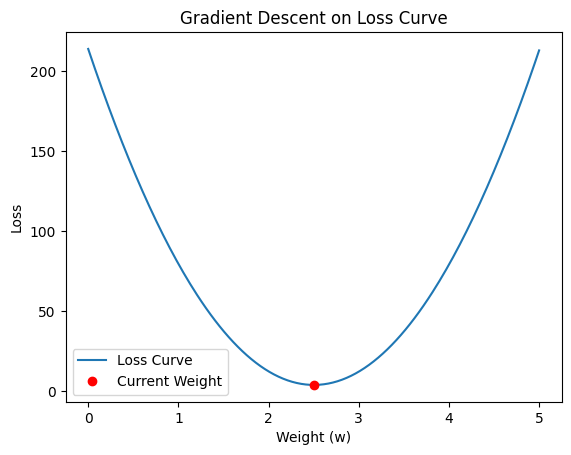 Gradient Descent on Loss Curve
Loss
200
150
100
50
0
Loss Curve
Current Weight
0 1 2 3 4 5
Weight (w)